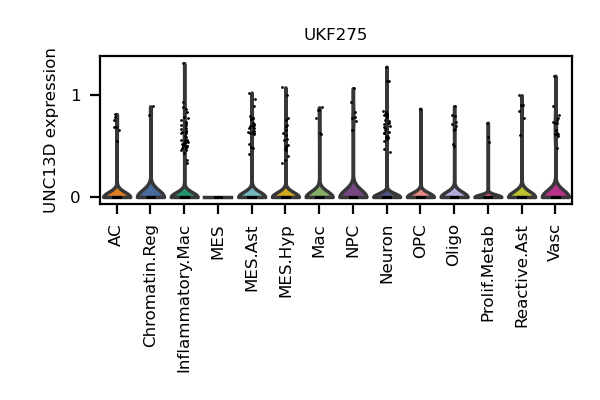 UKF275
UNC13D expression
1
0
AC
Chromatin.Reg
Inflammatory.Mac
MES
MES.Ast
MES.Hyp
Mac
NPC
Neuron
OPC
Oligo
Prolif.Metab
Reactive.Ast
Vasc